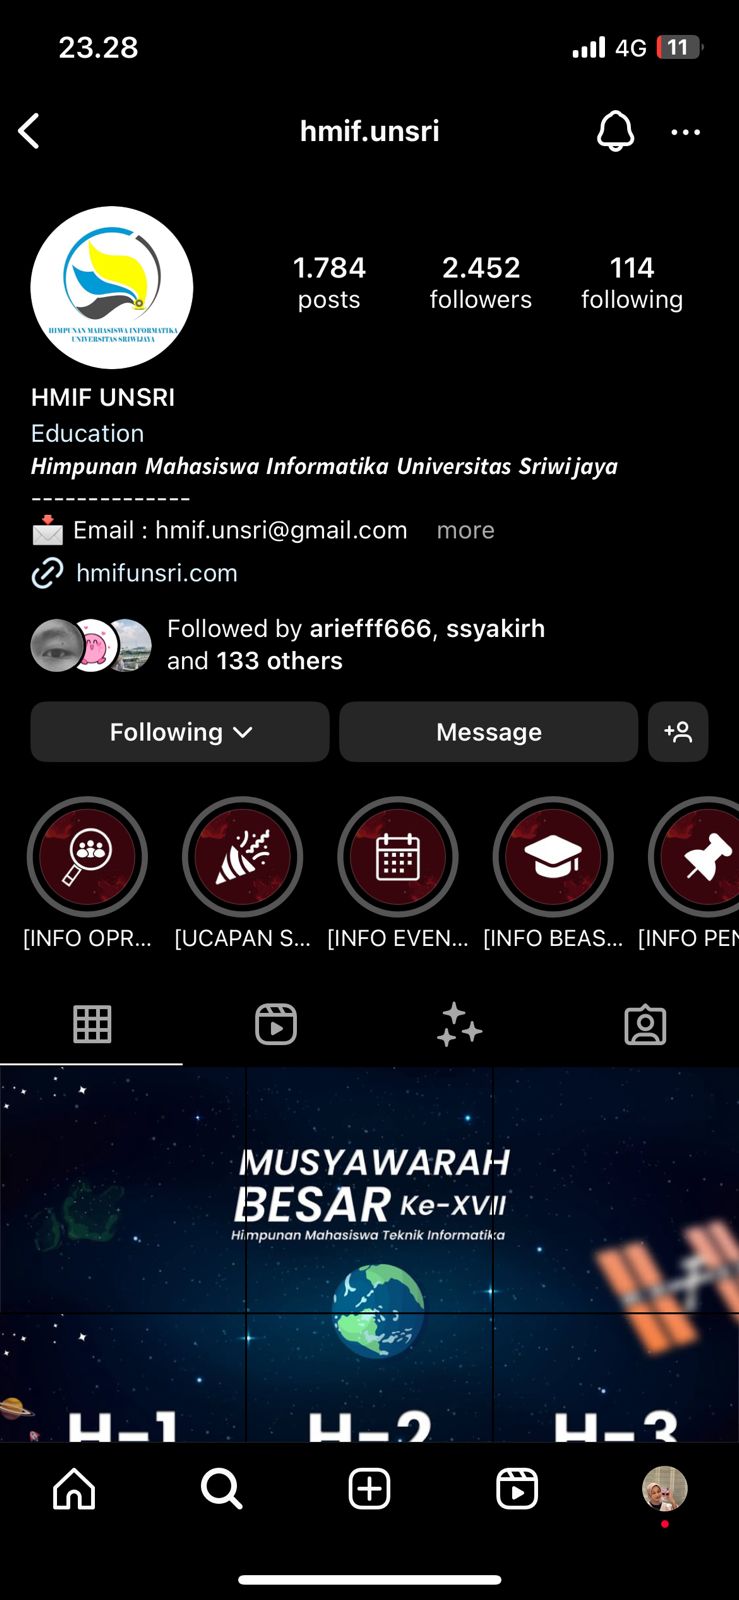 23.28
4G 11
hmif.unsri
HIMPUNAN MAHASISWA INFORMATIKA
UNIVERSITAS SRIWIJAYA
1.784 2.452 114
posts followers following
HMIF UNSRI
Education
Himpunan Mahasiswa Informatika Universitas Sriwijaya
--------------
Email : hmif.unsri@gmail.com more
hmifunsri.com
Followed by ariefff666, ssyakirh
and 133 others
Following Message
[INFO OPR... [UCAPAN S... [INFO EVEN... [INFO BEAS... [INFO PEN
MUSYAWARAH
BESAR Ke-XVII
Himpunan Mahasiswa Teknik Informatika
H-1 H-2 H-3